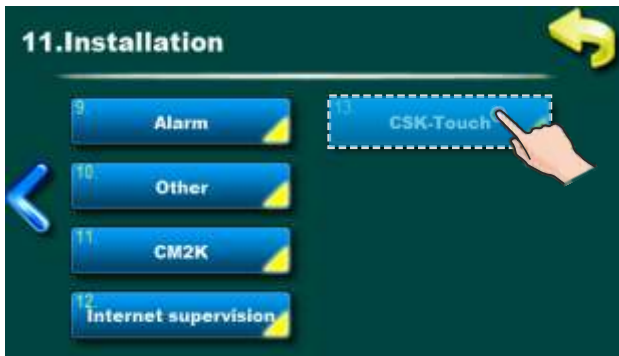 11.Installation
9
Alarm
10.
Other
11
CM2K
12.
Internet supervision
13.
CSK-Touch